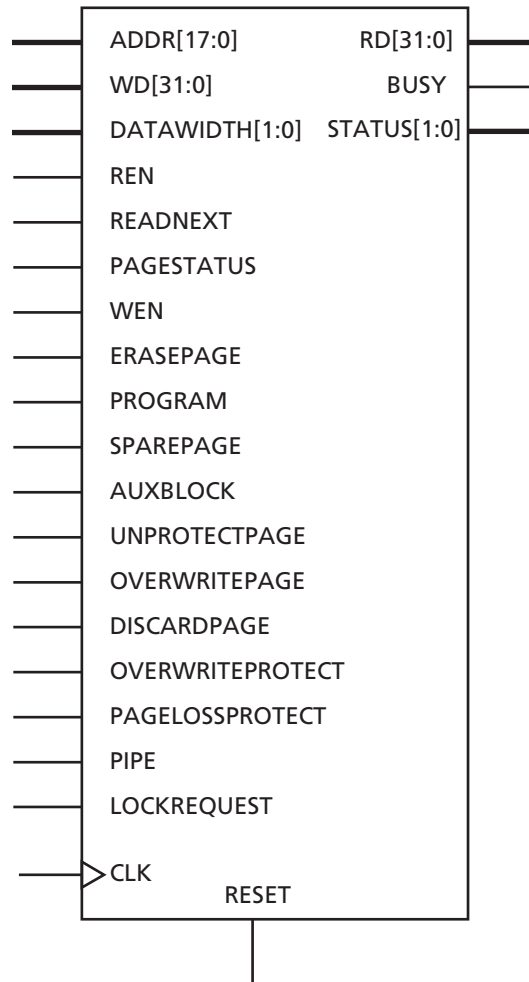 ADDR[17:0] RD[31:0]
WD[31:0] BUSY
DATAWIDTH[1:0] STATUS[1:0]
REN
READNEXT
PAGESTATUS
WEN
ERASEPAGE
PROGRAM
SPAREPAGE
AUXBLOCK
UNPROTECTPAGE
OVERWRITEPAGE
DISCARDPAGE
OVERWRITEPROTECT
PAGELOSSPROTECT
PIPE
LOCKREQUEST
CLK
RESET